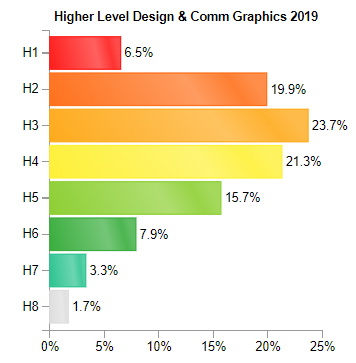 Higher Level Design & Comm Graphics 2019
H1 6.5%
H2 19.9%
H3 23.7%
H4 21.3%
H5 15.7%
H6 7.9%
H7 3.3%
H8 1.7%
0% 5% 10% 15% 20% 25%